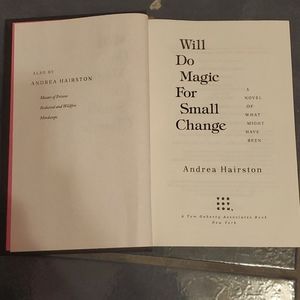 ALSO BY
ANDREA HAIRSTON
Master of Poisons
Redwood and Wildfire
Mindscape
Will
Do
Magic
For
Small
Change
A
NOVEL
OF
WHAT
MIGHT
HAVE
BEEN
Andrea Hairston
A Tom Doherty Associates Book
New York